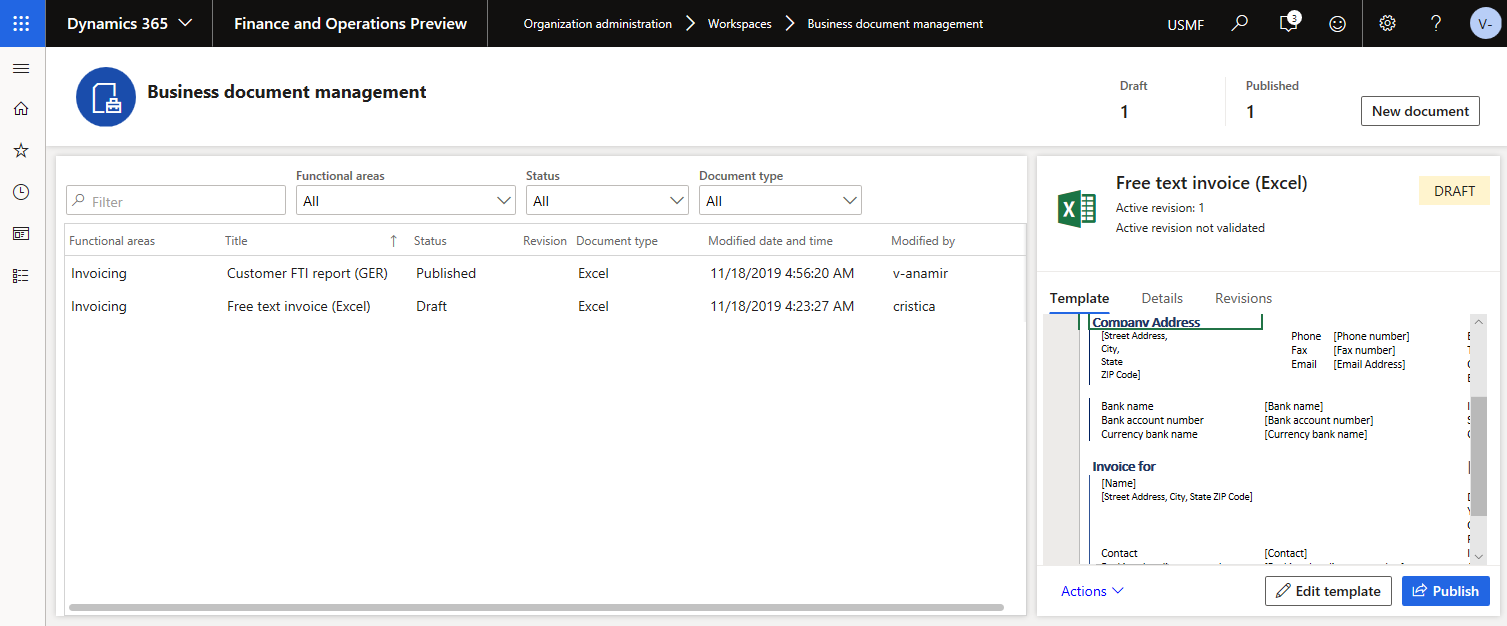 Dynamics 365
Finance and Operations Preview
Organization administration
Workspaces
Business document management
USMF
3
V-
Business document management
Draft
1
Published
1
New document
Functional areas
Status
Document type
Filter
All
All
All
Functional areas Title Status Revision Document type Modified date and time Modified by
Invoicing Customer FTI report (GER) Published Excel 11/18/2019 4:56:20 AM v-anamir
Invoicing Free text invoice (Excel) Draft Excel 11/18/2019 4:23:27 AM cristica
Free text invoice (Excel)
DRAFT
Active revision: 1
Active revision not validated
Template Details Revisions
Company Address
[Street Address,
City,
State
ZIP Code]
Phone [Phone number]
Fax [Fax number]
Email [Email Address]
Bank name [Bank name]
Bank account number [Bank account number]
Currency bank name [Currency bank name]
Invoice for
[Name]
[Street Address, City, State ZIP Code]
Contact [Contact]
Actions
Edit template
Publish